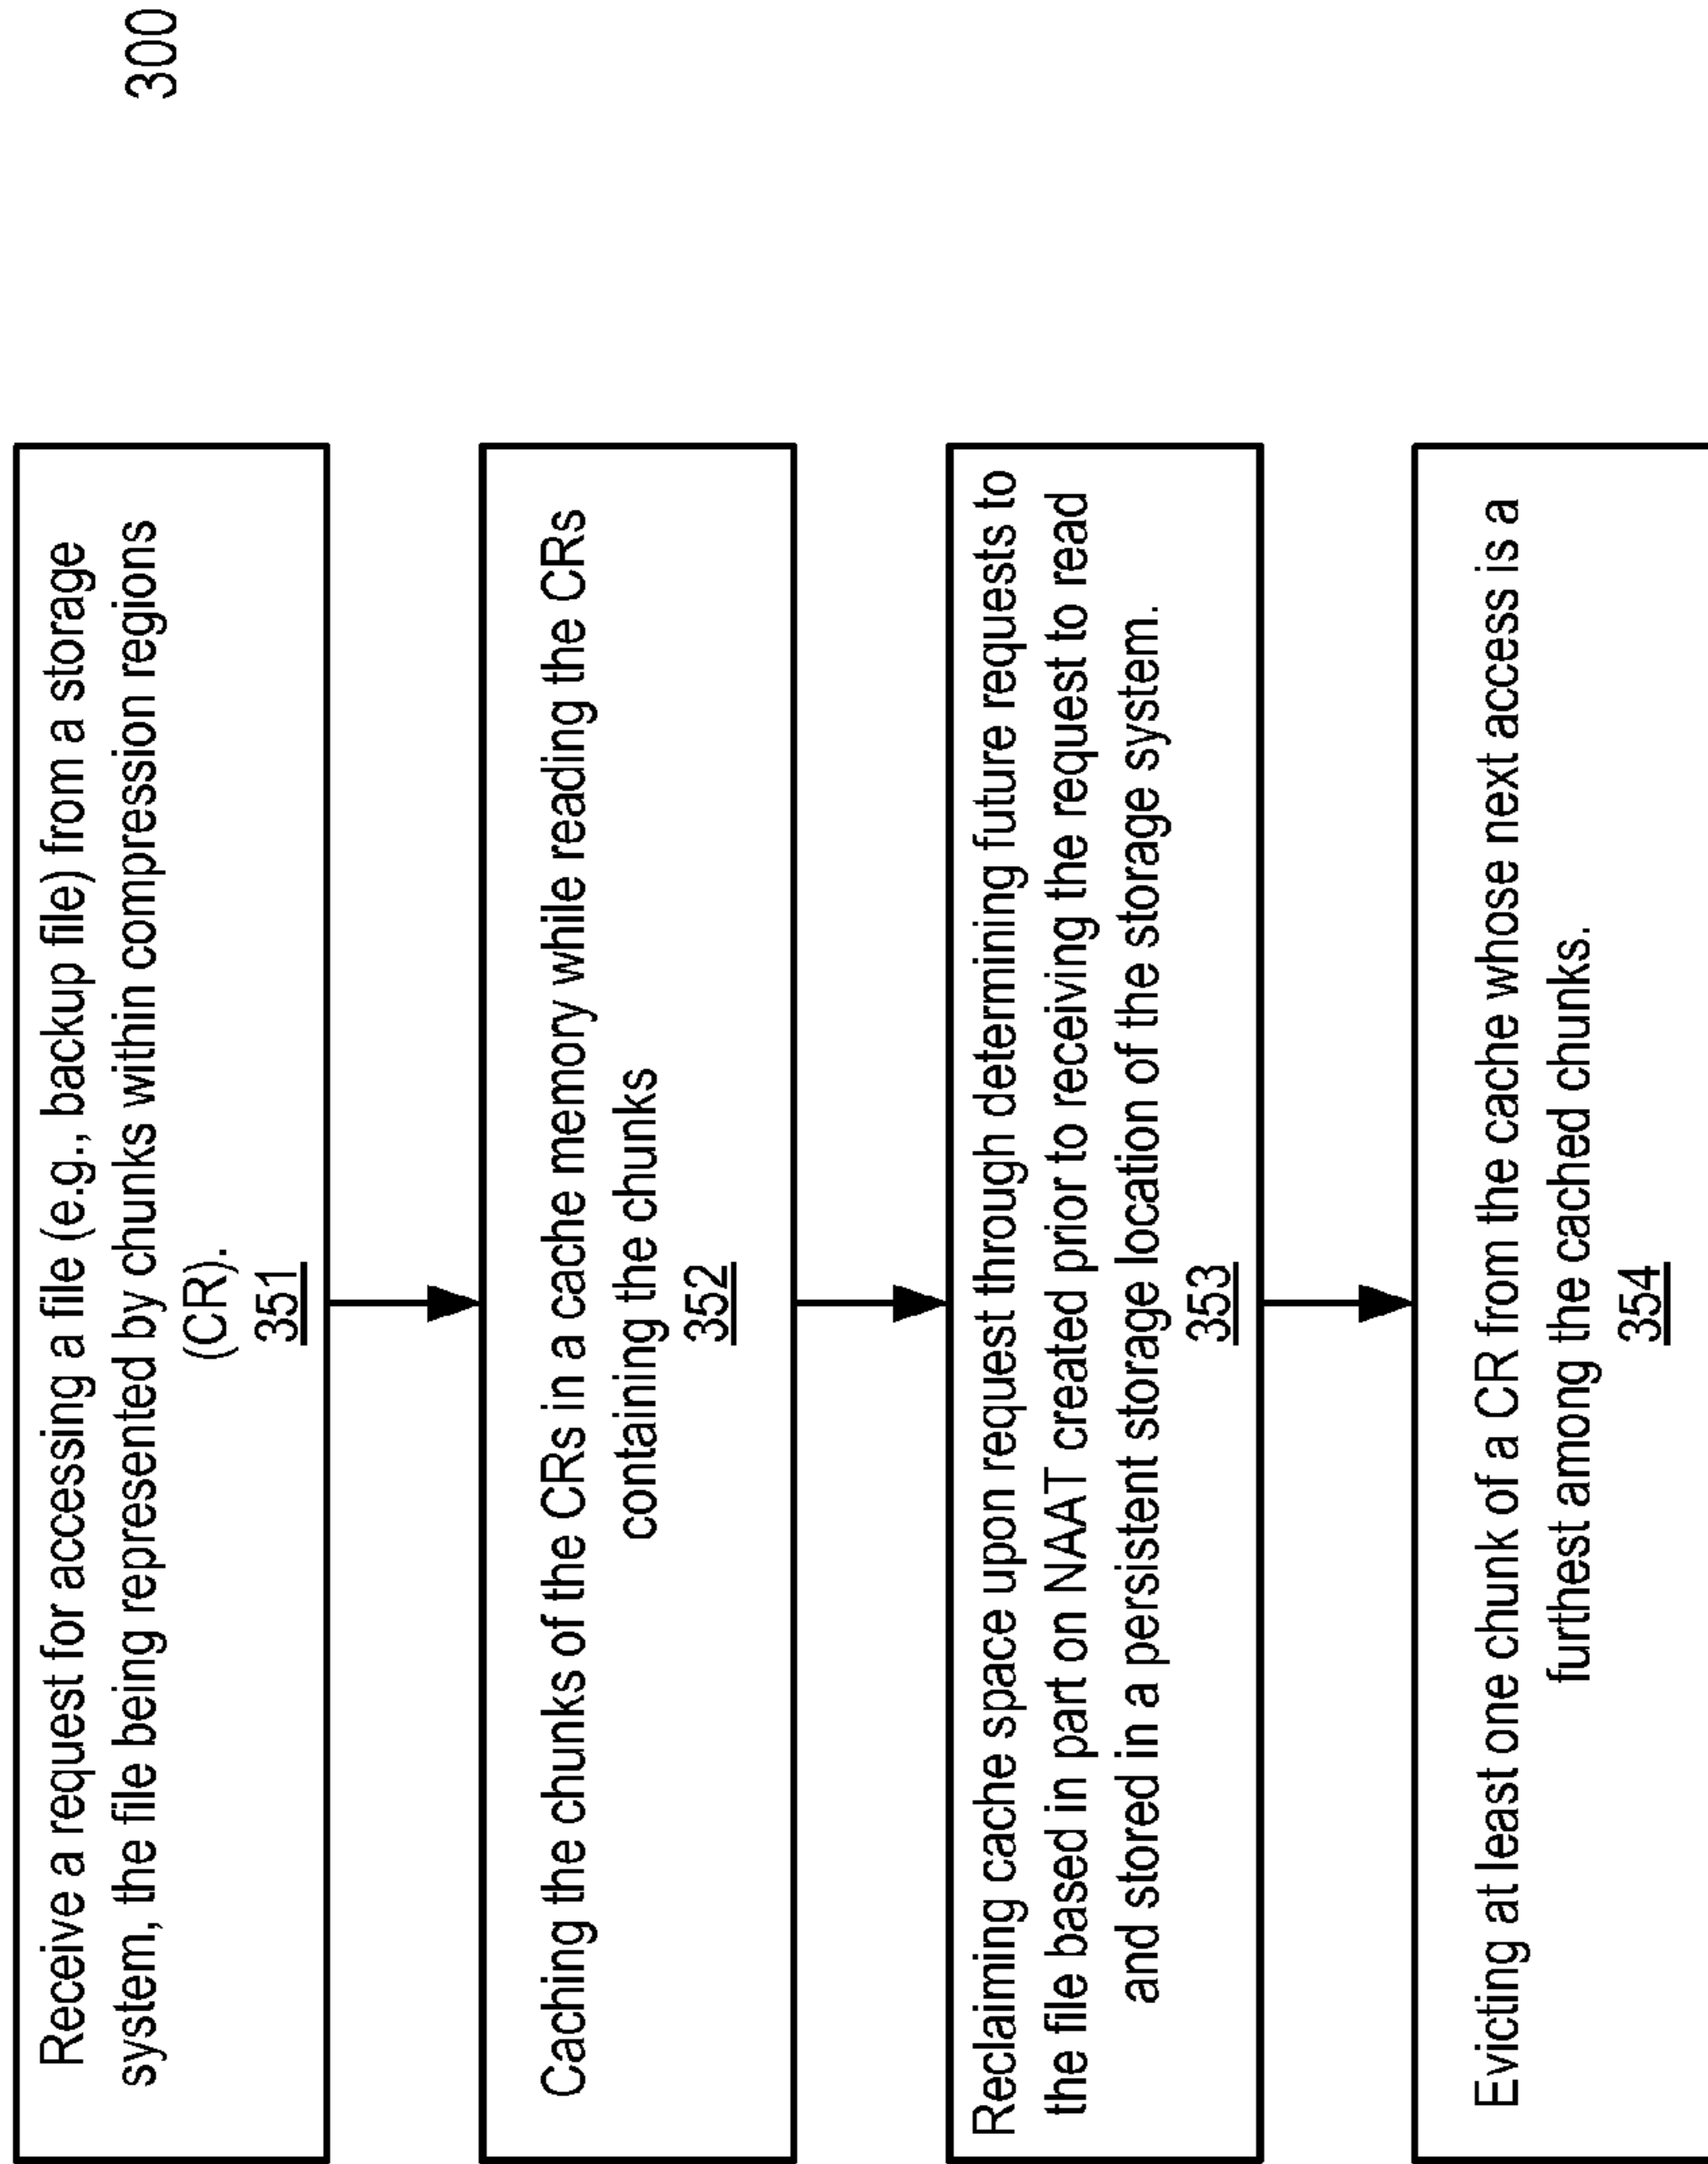 300
Receive a request for accessing a file (e.g., backup file) from a storage
system, the file being represented by chunks within compression regions
(CR).
351
Caching the chunks of the CRs in a cache memory while reading the CRs
containing the chunks
352
Reclaiming cache space upon request through determining future requests to
the file based in part on NAAT created prior to receiving the request to read
and stored in a persistent storage location of the storage system.
353
Evicting at least one chunk of a CR from the cache whose next access is a
furthest among the cached chunks.
354